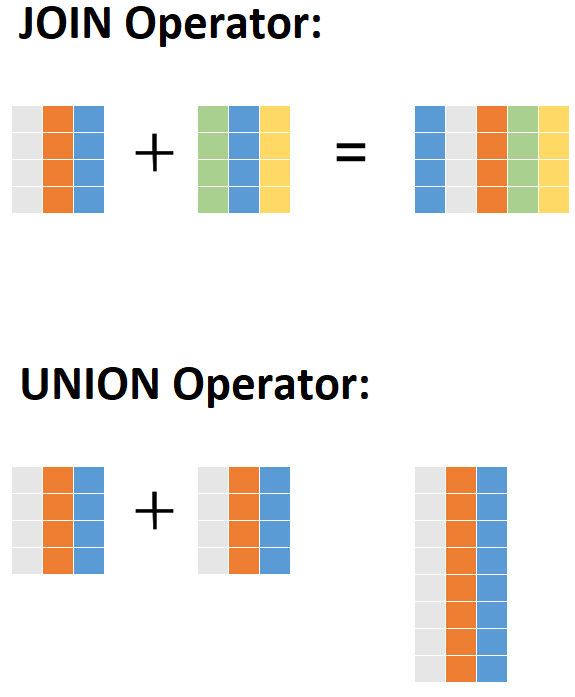 JOIN Operator:
+ =
UNION Operator:
+